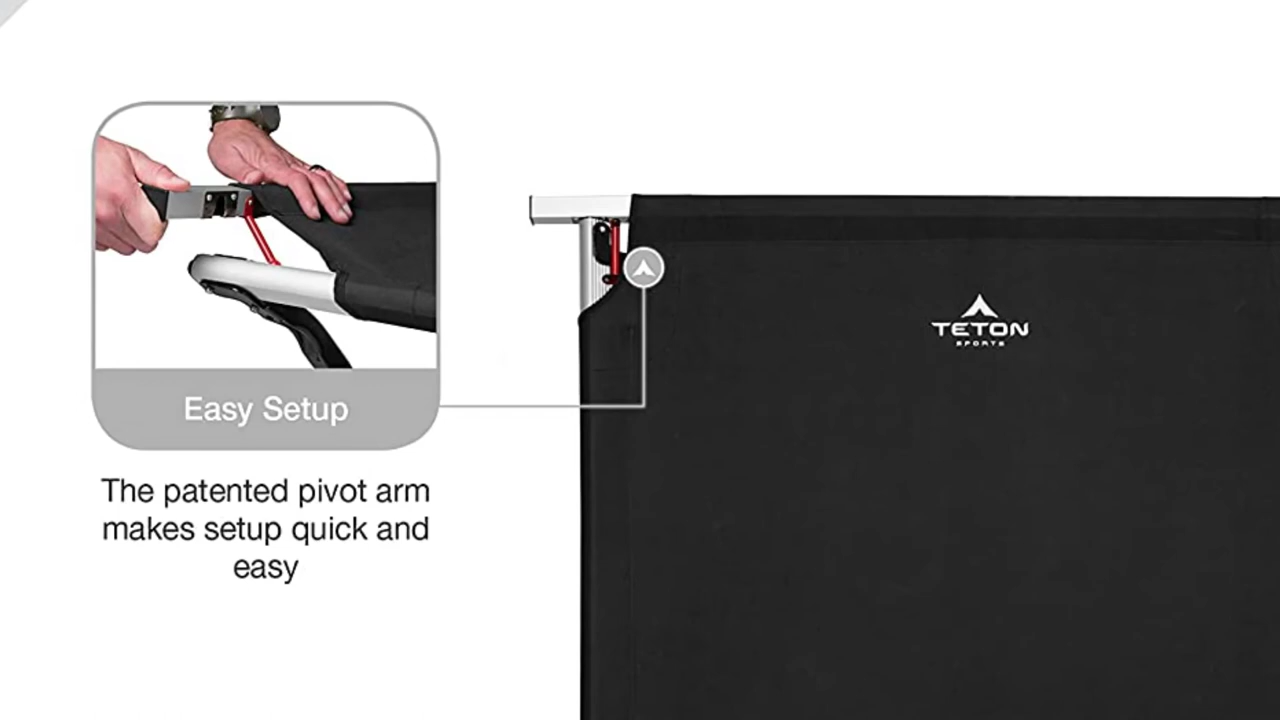 Easy Setup
The patented pivot arm
makes setup quick and
easy
TETON
SPORTS